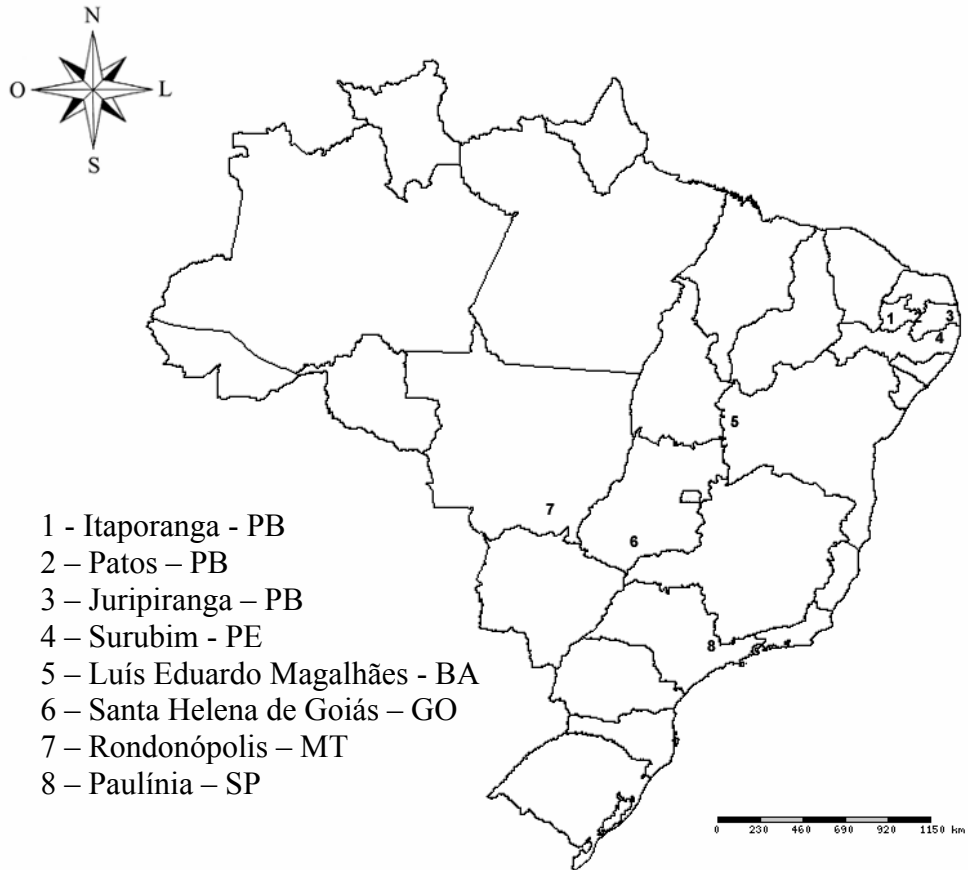 N
O L
S
1
3
4
5
7
6
8
1 - Itaporanga - PB
2 – Patos – PB
3 – Juripiranga – PB
4 – Surubim - PE
5 – Luís Eduardo Magalhães - BA
6 – Santa Helena de Goiás – GO
7 – Rondonópolis – MT
8 – Paulínia – SP
0 230 460 690 920 1150 km